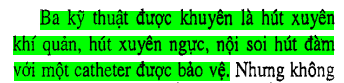 Ba kỹ thuật được khuyên là hút xuyên
khí quản, hút xuyên ngực, nội soi hút đàm
với một catheter được bảo vệ. Nhưng không